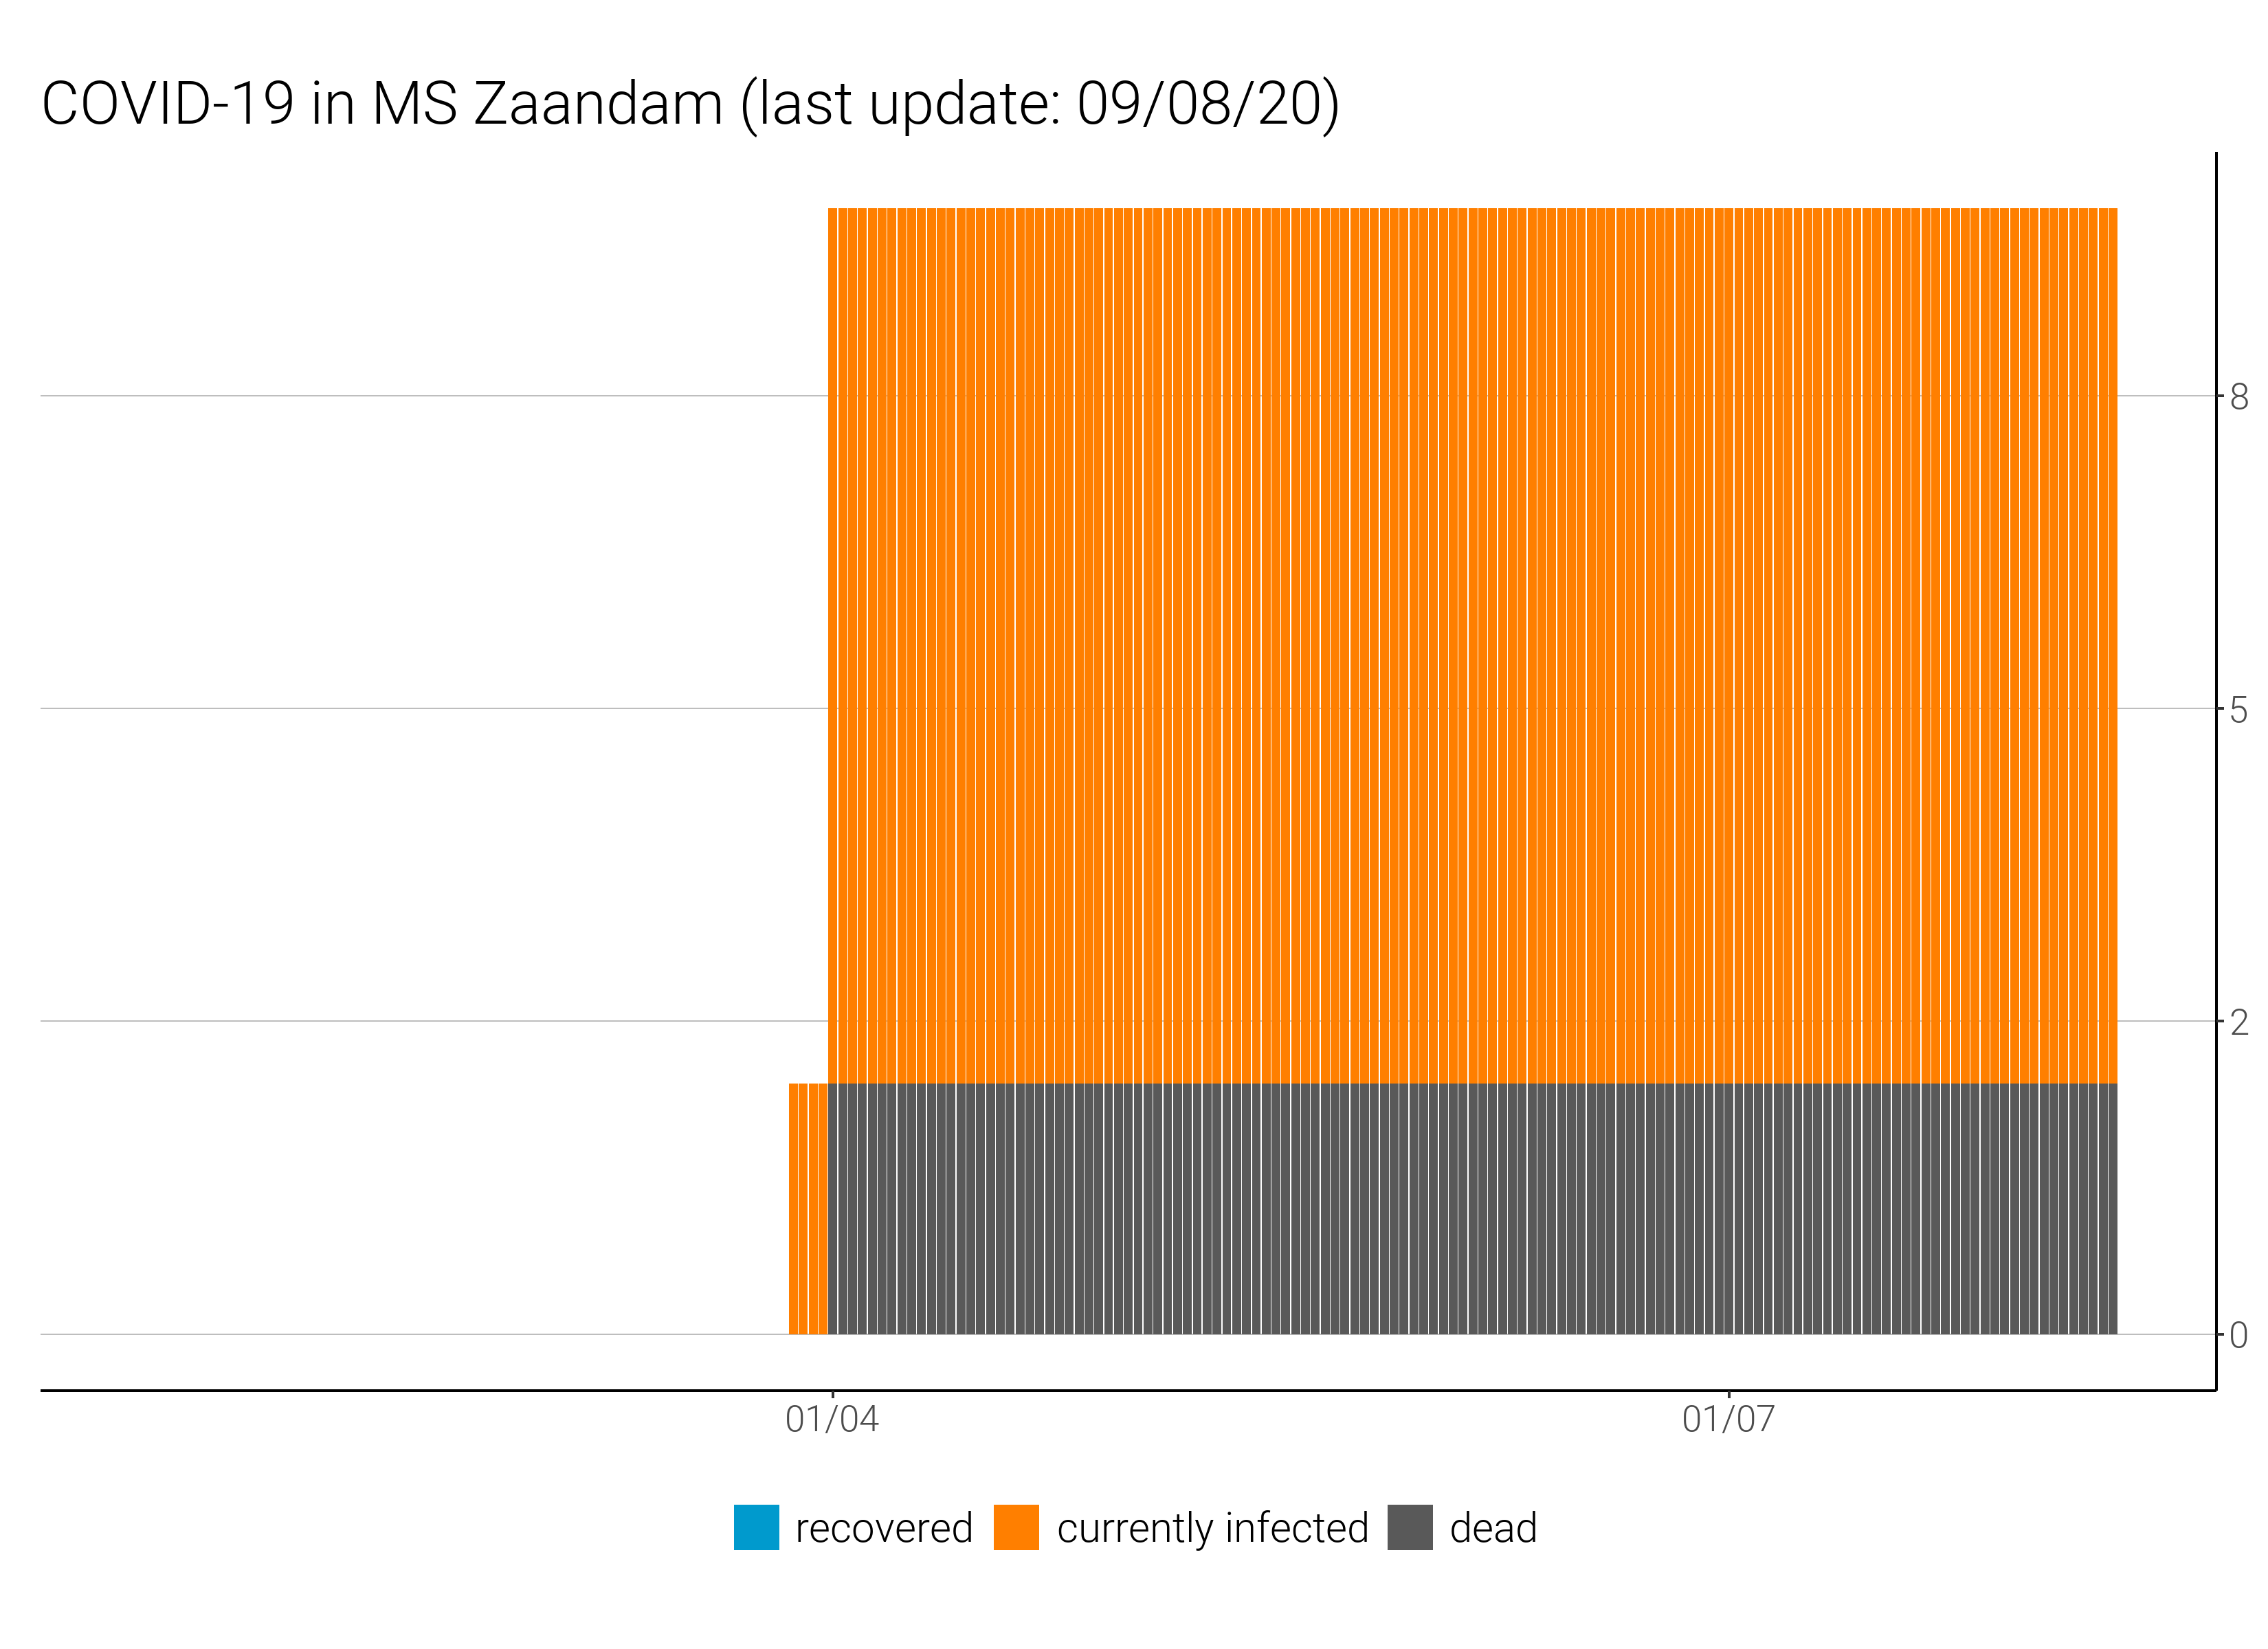 COVID-19 in MS Zaandam (last update: 09/08/20)
8
5
2
0
01/04 01/07
recovered currently infected dead